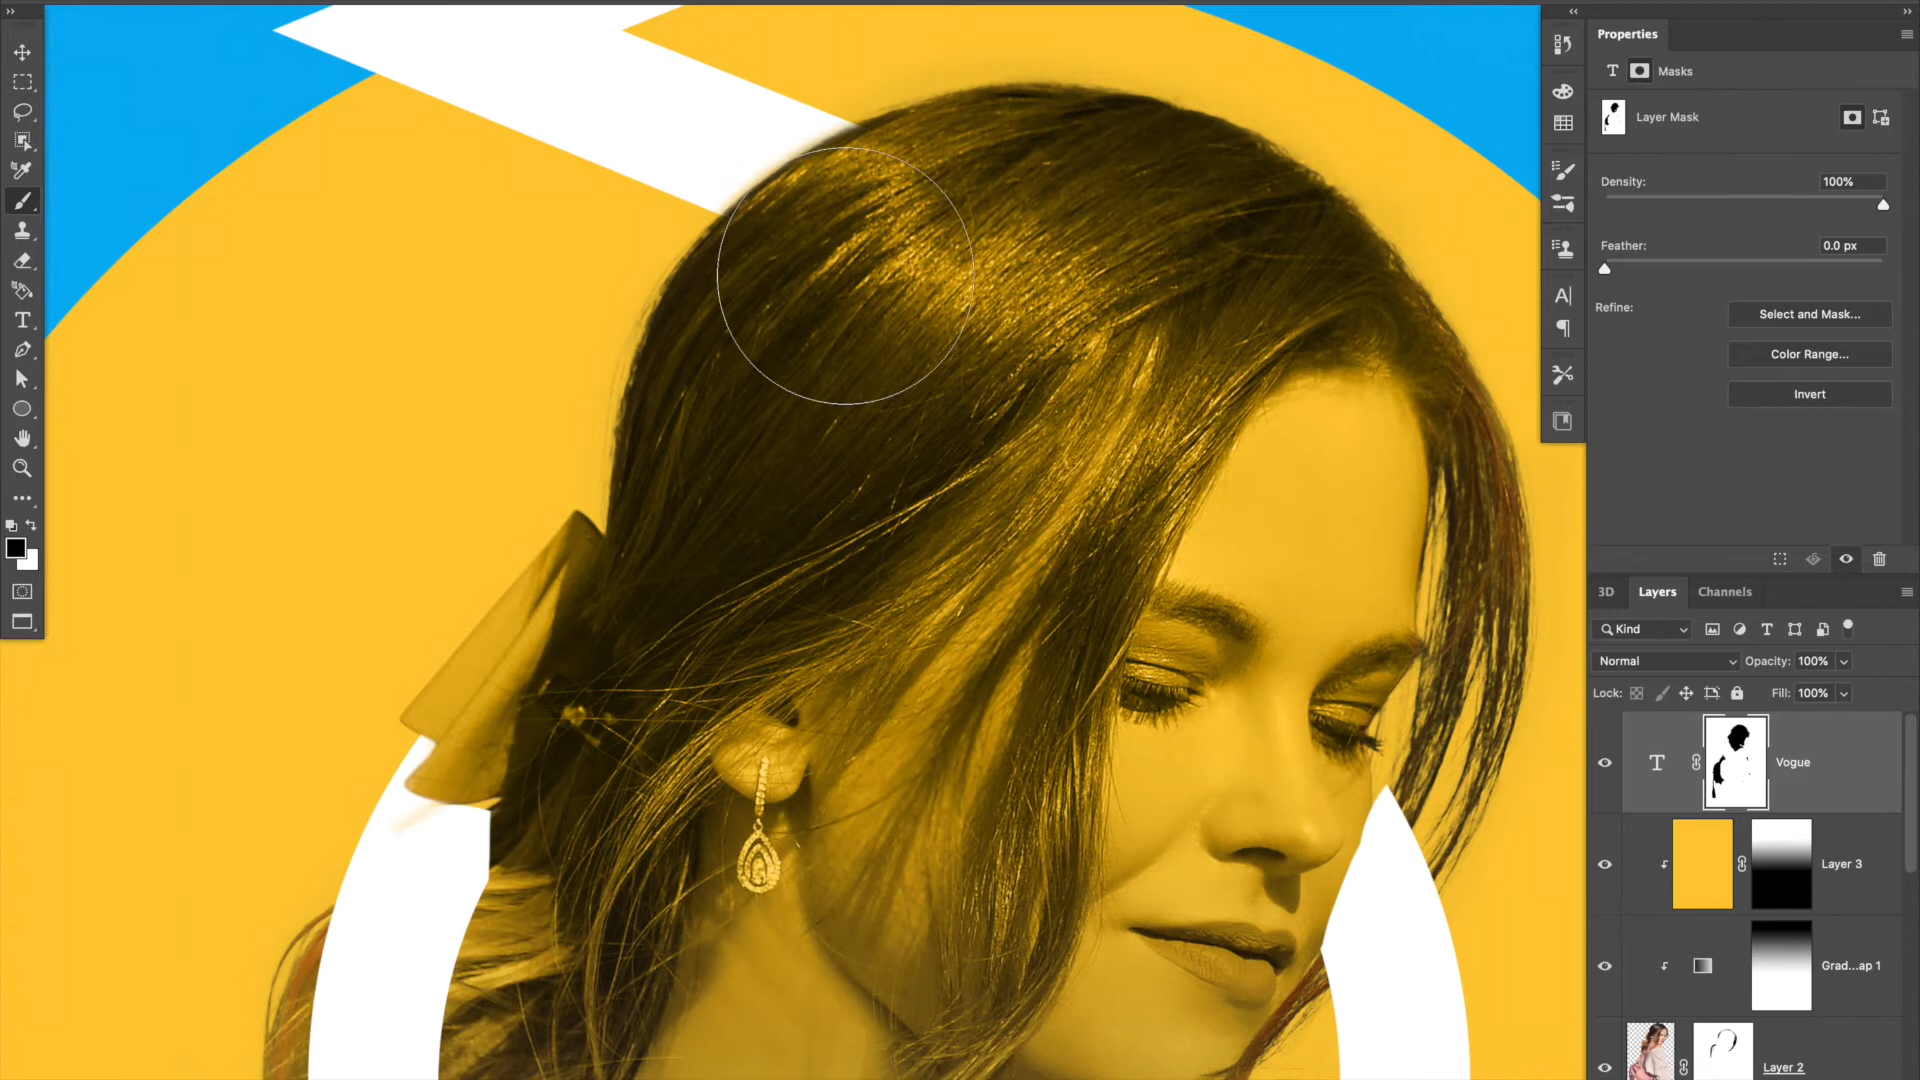 Properties
Masks
Layer Mask
Density:
100%
Feather:
0.0 px
Refine:
Select and Mask...
Color Range...
Invert
3D
Layers
Channels
Kind
Normal
Opacity:
100%
Lock:
Fill:
100%
Vogue
Layer 3
Grad...ap 1
Layer 2